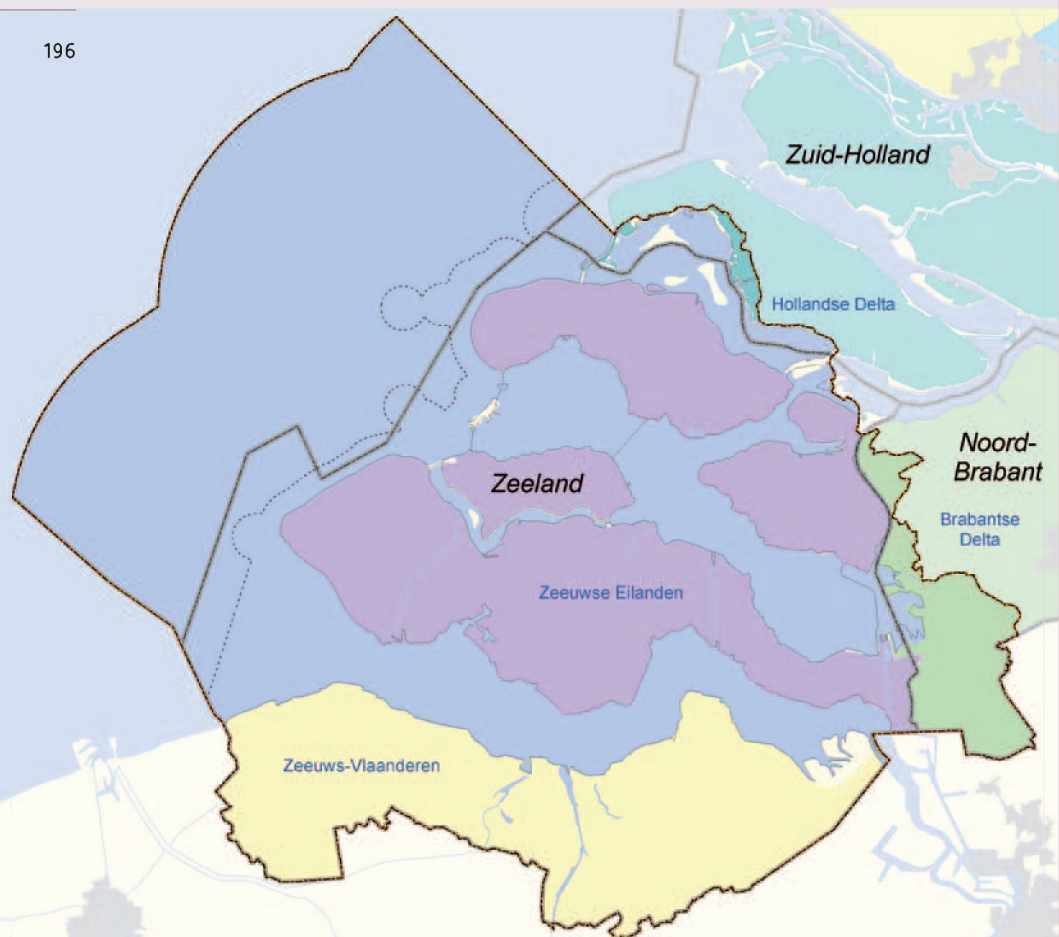 196
Zuid-Holland
Hollandse Delta
Noord-
Brabant
Zeeland
Brabantse
Delta
Zeeuwse Eilanden
Zeeuws-Vlaanderen